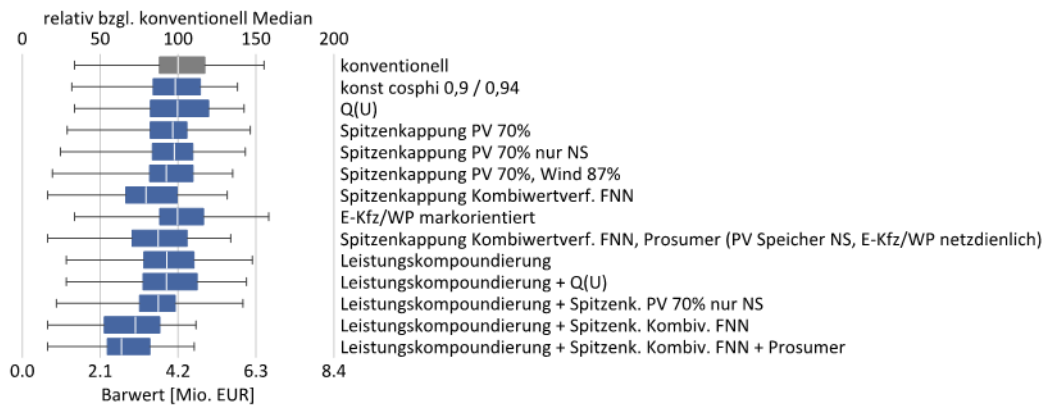 relativ bzgl. konventionell Median
0 50 100 150 200
konventionell
konst cosphi 0,9 / 0,94
Q(U)
Spitzenkappung PV 70%
Spitzenkappung PV 70% nur NS
Spitzenkappung PV 70%, Wind 87%
Spitzenkappung Kombiwertverf. FNN
E-Kfz/WP markorientiert
Spitzenkappung Kombiwertverf. FNN, Prosumer (PV Speicher NS, E-Kfz/WP netzdienlich)
Leistungskompoundierung
Leistungskompoundierung + Q(U)
Leistungskompoundierung + Spitzenk. PV 70% nur NS
Leistungskompoundierung + Spitzenk. Kombiv. FNN
Leistungskompoundierung + Spitzenk. Kombiv. FNN + Prosumer
0.0 2.1 4.2 6.3 8.4
Barwert [Mio. EUR]